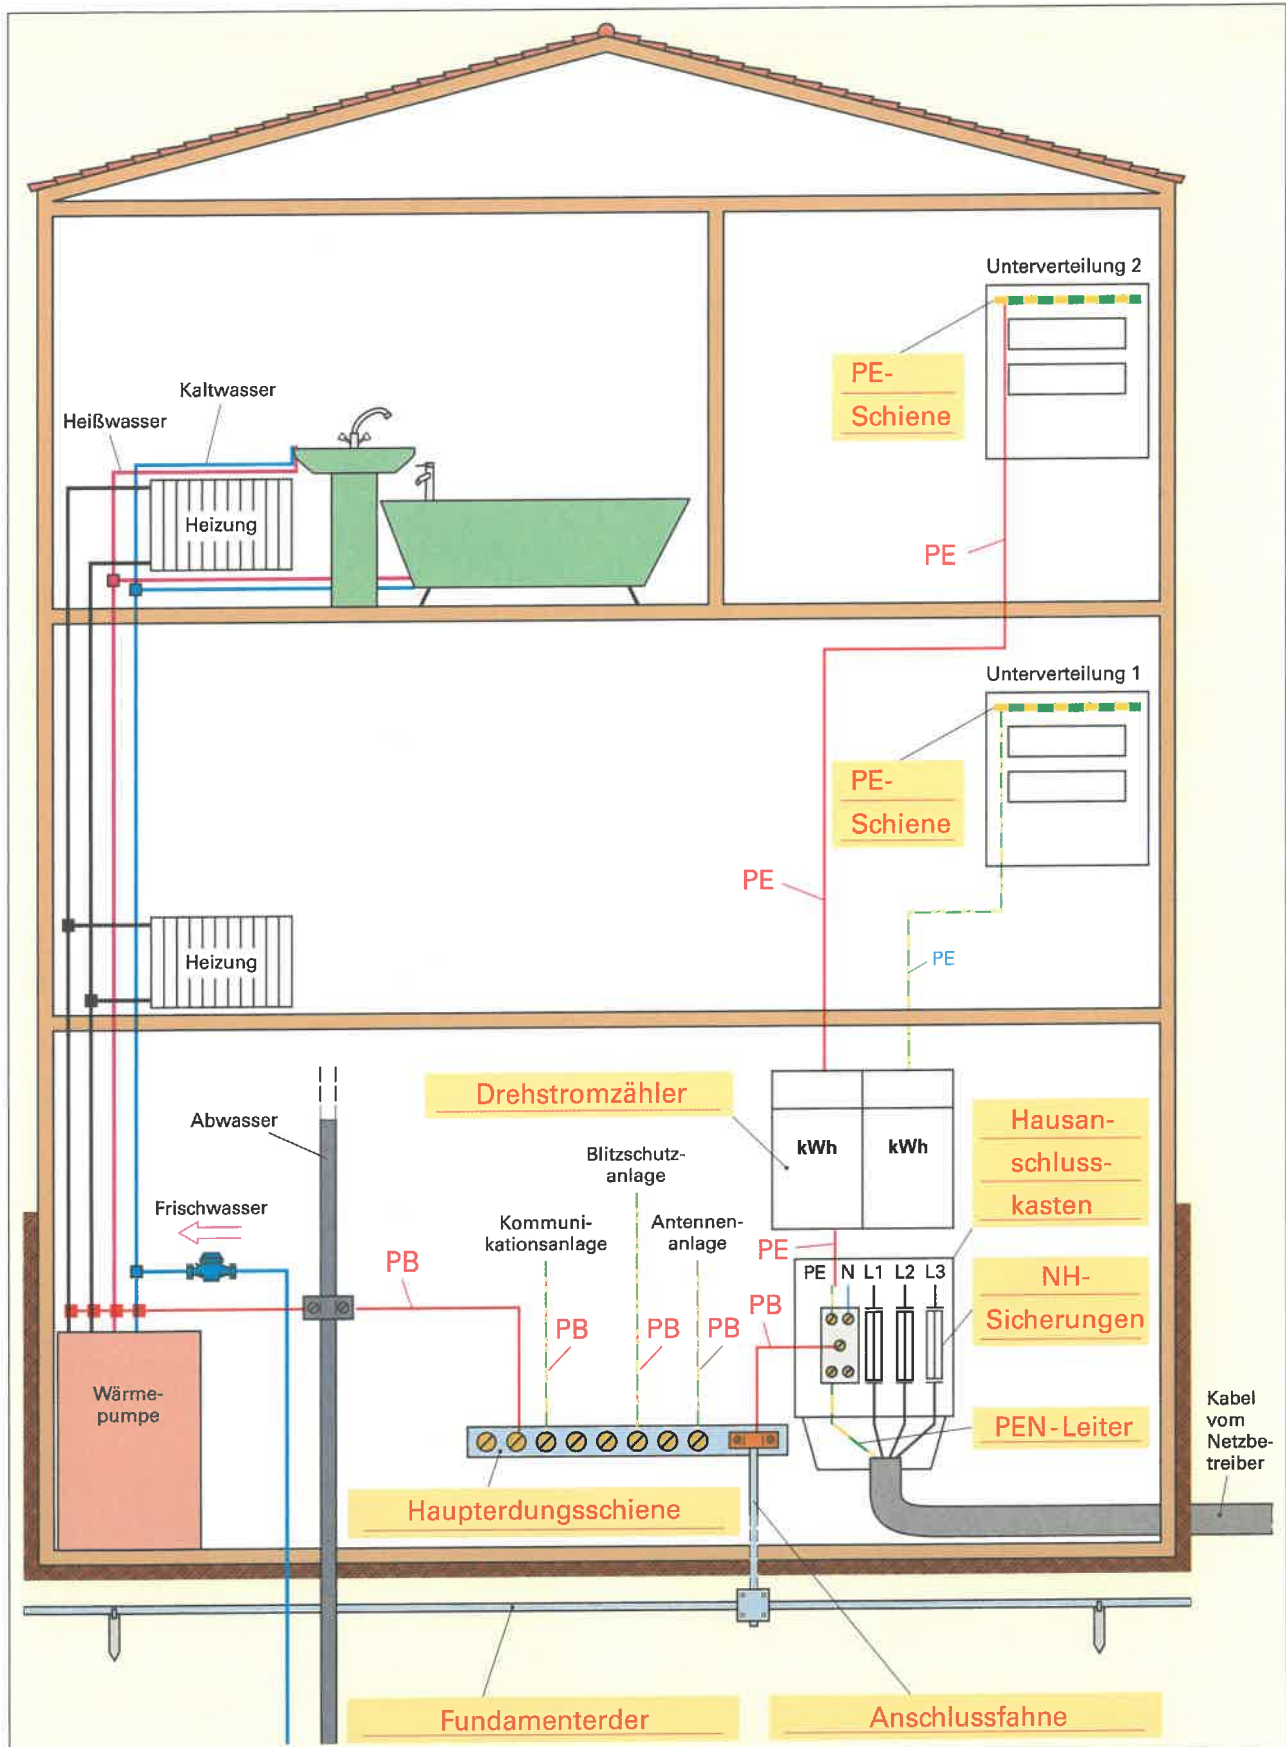 Unterverteilung 2
PE-
Schiene
Kaltwasser
Heißwasser
Heizung
PE
Unterverteilung 1
PE-
Schiene
PE
PE
Heizung
Drehstromzähler
Hausan-
schluss-
kasten
Abwasser
kWh
kWh
Blitzschutz-
anlage
Frischwasser
Kommuni-
kationsanlage
Antennen-
anlage
PE
PB
PE N L1 L2 L3
NH-
Sicherungen
PB
PB
PB
PB
Wärme-
pumpe
Kabel
vom
Netzbe-
treiber
PEN-Leiter
Haupterdungsschiene
Fundamenterder
Anschlussfahne